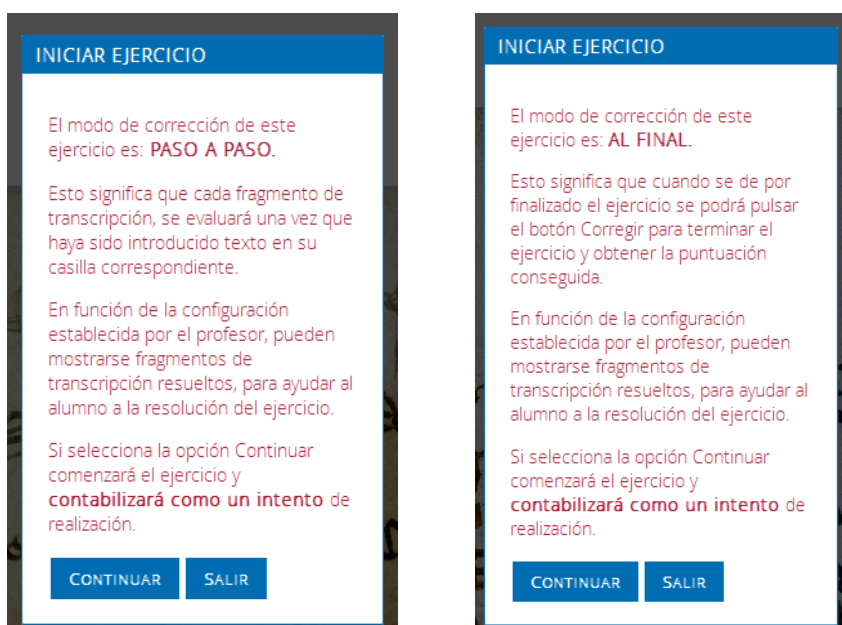 INICIAR EJERCICIO
El modo de corrección de este
ejercicio es: PASO A PASO.
Esto significa que cada fragmento de
transcripción, se evaluará una vez que
haya sido introducido texto en su
casilla correspondiente.
En función de la configuración
establecida por el profesor, pueden
mostrarse fragmentos de
transcripción resueltos, para ayudar al
alumno a la resolución del ejercicio.
Si selecciona la opción Continuar
comenzará el ejercicio y
contabilizará como un intento de
realización.
CONTINUAR SALIR
INICIAR EJERCICIO
El modo de corrección de este
ejercicio es: AL FINAL.
Esto significa que cuando se de por
finalizado el ejercicio se podrá pulsar
el botón Corregir para terminar el
ejercicio y obtener la puntuación
conseguida.
En función de la configuración
establecida por el profesor, pueden
mostrarse fragmentos de
transcripción resueltos, para ayudar al
alumno a la resolución del ejercicio.
Si selecciona la opción Continuar
comenzará el ejercicio y
contabilizará como un intento de
realización.
CONTINUAR SALIR